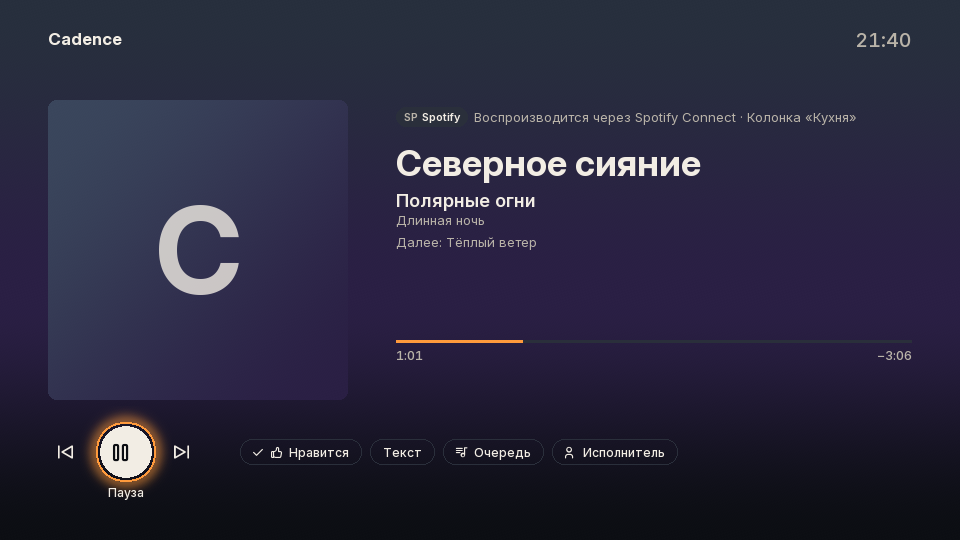 Cadence
21:40
C
SP Spotify Воспроизводится через Spotify Connect · Колонка «Кухня»
Северное сияние
Полярные огни
Длинная ночь
Далее: Тёплый ветер
1:01 −3:06
Нравится Текст Очередь Исполнитель
Пауза